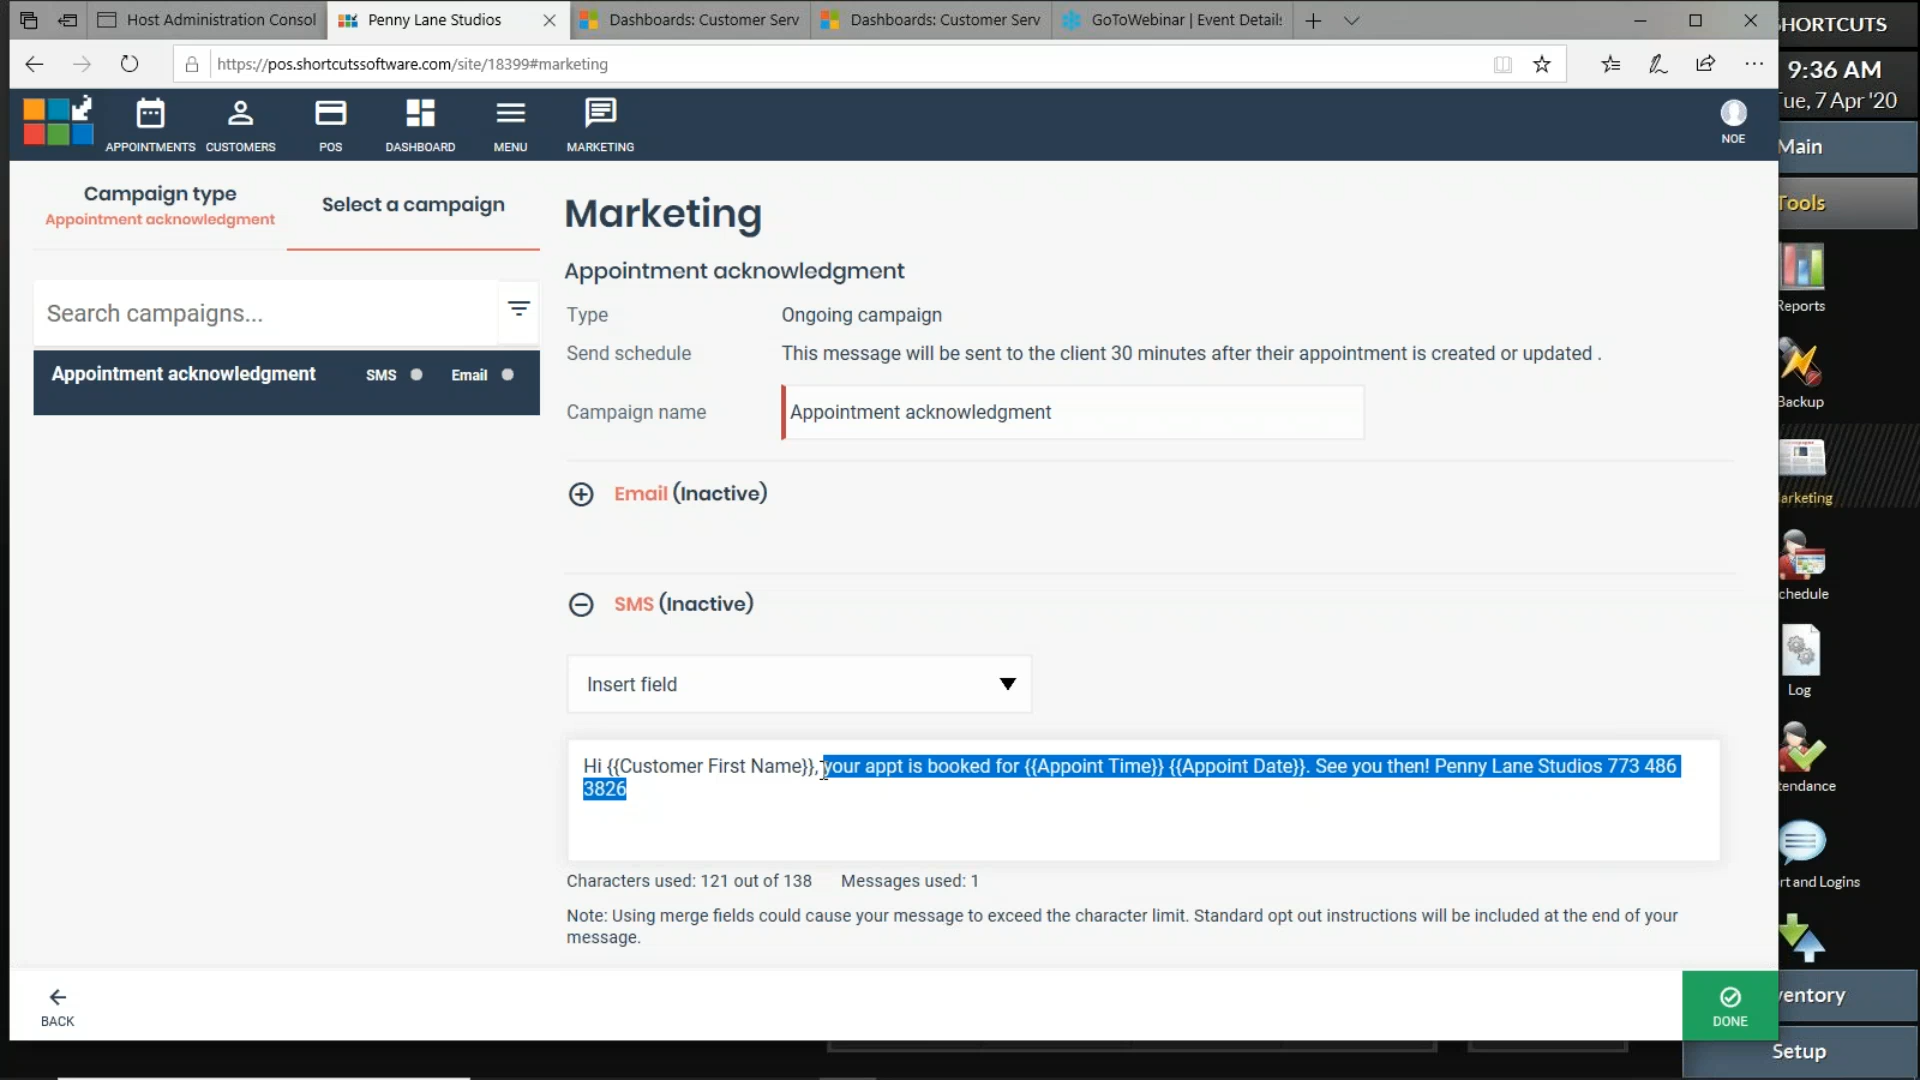 Host Administration Consol
Penny Lane Studios
Dashboards: Customer Serv
Dashboards: Customer Serv
GoToWebinar | Event Details
https://pos.shortcutssoftware.com/site/18399#marketing
APPOINTMENTS
CUSTOMERS
POS
DASHBOARD
MENU
MARKETING
NOE
Campaign type
Appointment acknowledgment
Select a campaign
Search campaigns...
Appointment acknowledgment SMS Email
Marketing
Appointment acknowledgment
Type Ongoing campaign
Send schedule This message will be sent to the client 30 minutes after their appointment is created or updated .
Campaign name Appointment acknowledgment
Email (Inactive)
SMS (Inactive)
Insert field
Hi {{Customer First Name}}, your appt is booked for {{Appoint Time}} {{Appoint Date}}. See you then! Penny Lane Studios 773 486
3826
Characters used: 121 out of 138 Messages used: 1
Note: Using merge fields could cause your message to exceed the character limit. Standard opt out instructions will be included at the end of your
message.
BACK
DONE
HORTCUTS
9:36 AM
ue, 7 Apr '20
Main
Tools
Reports
Backup
arketing
chedule
Log
tendance
rt and Logins
ventory
Setup